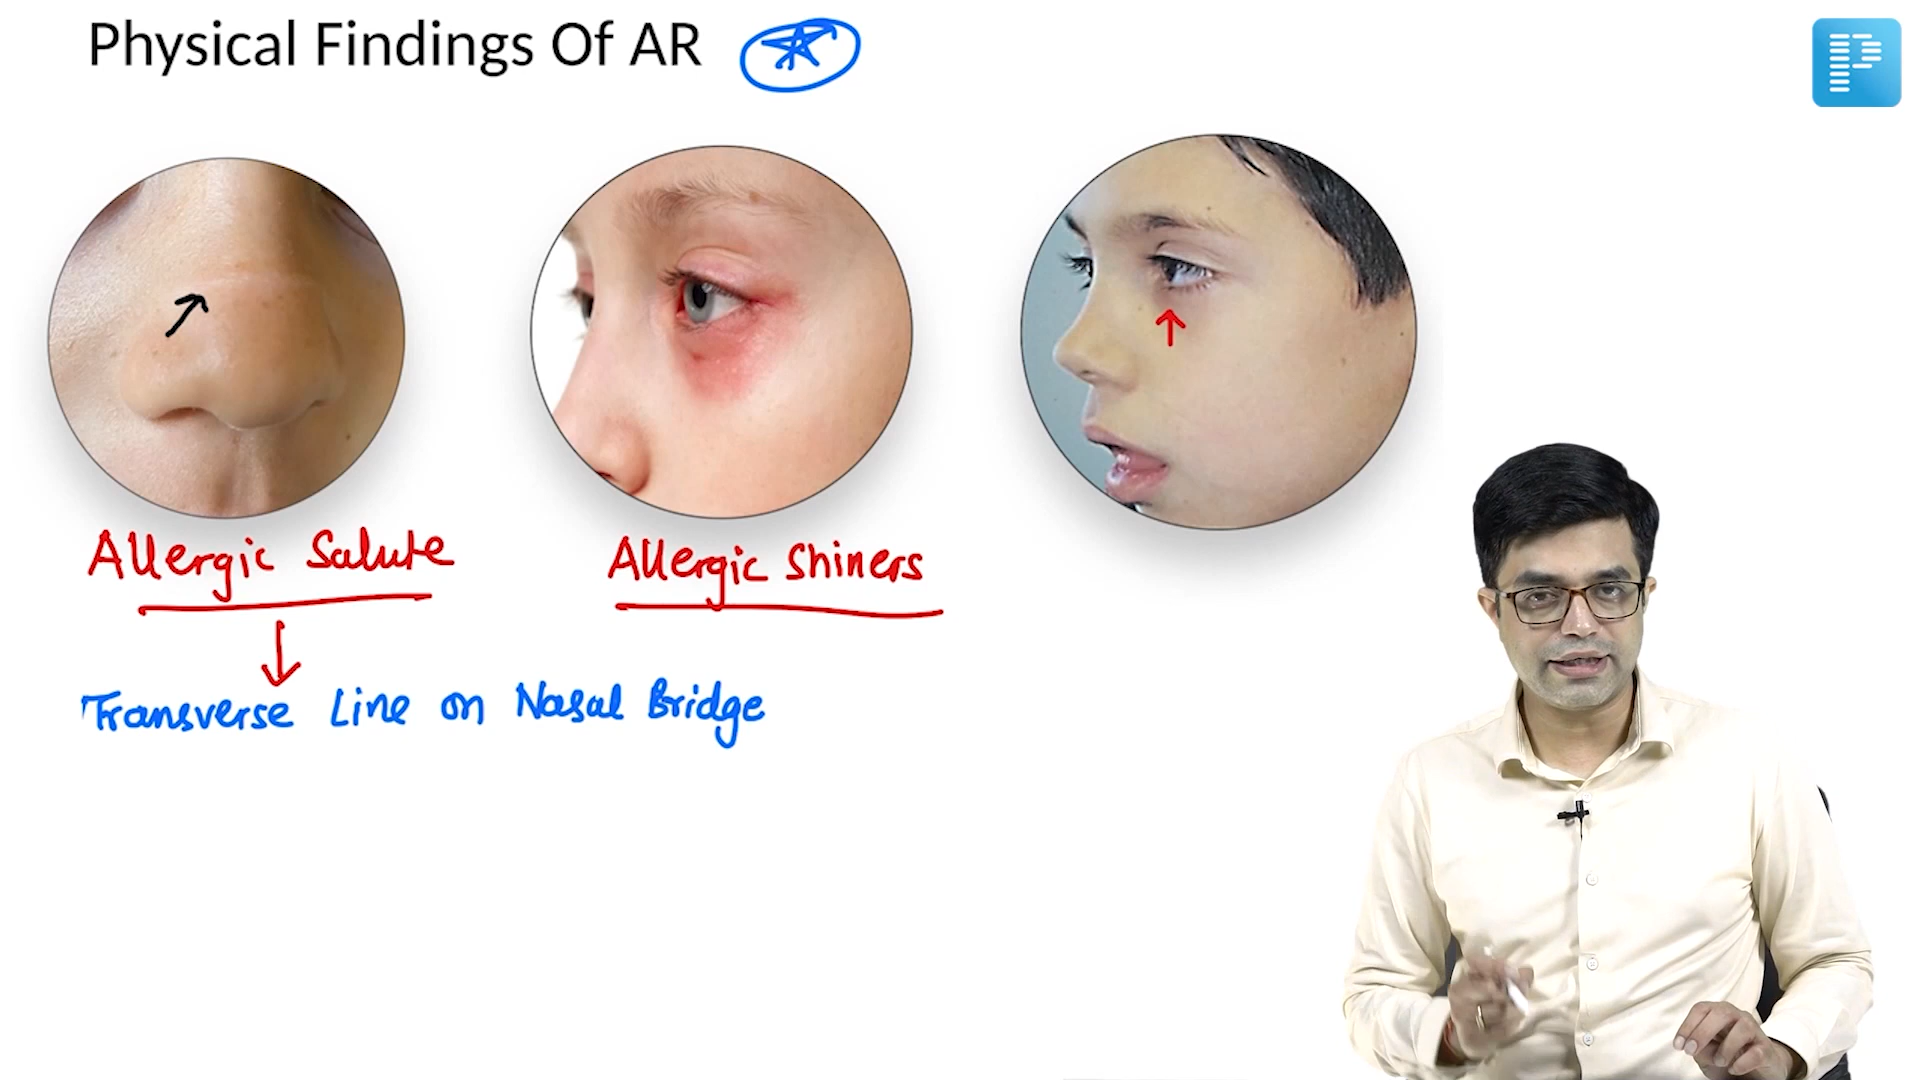 Physical Findings Of AR
Allergic Salute
Allergic Shiners
Transverse Line on Nasal Bridge